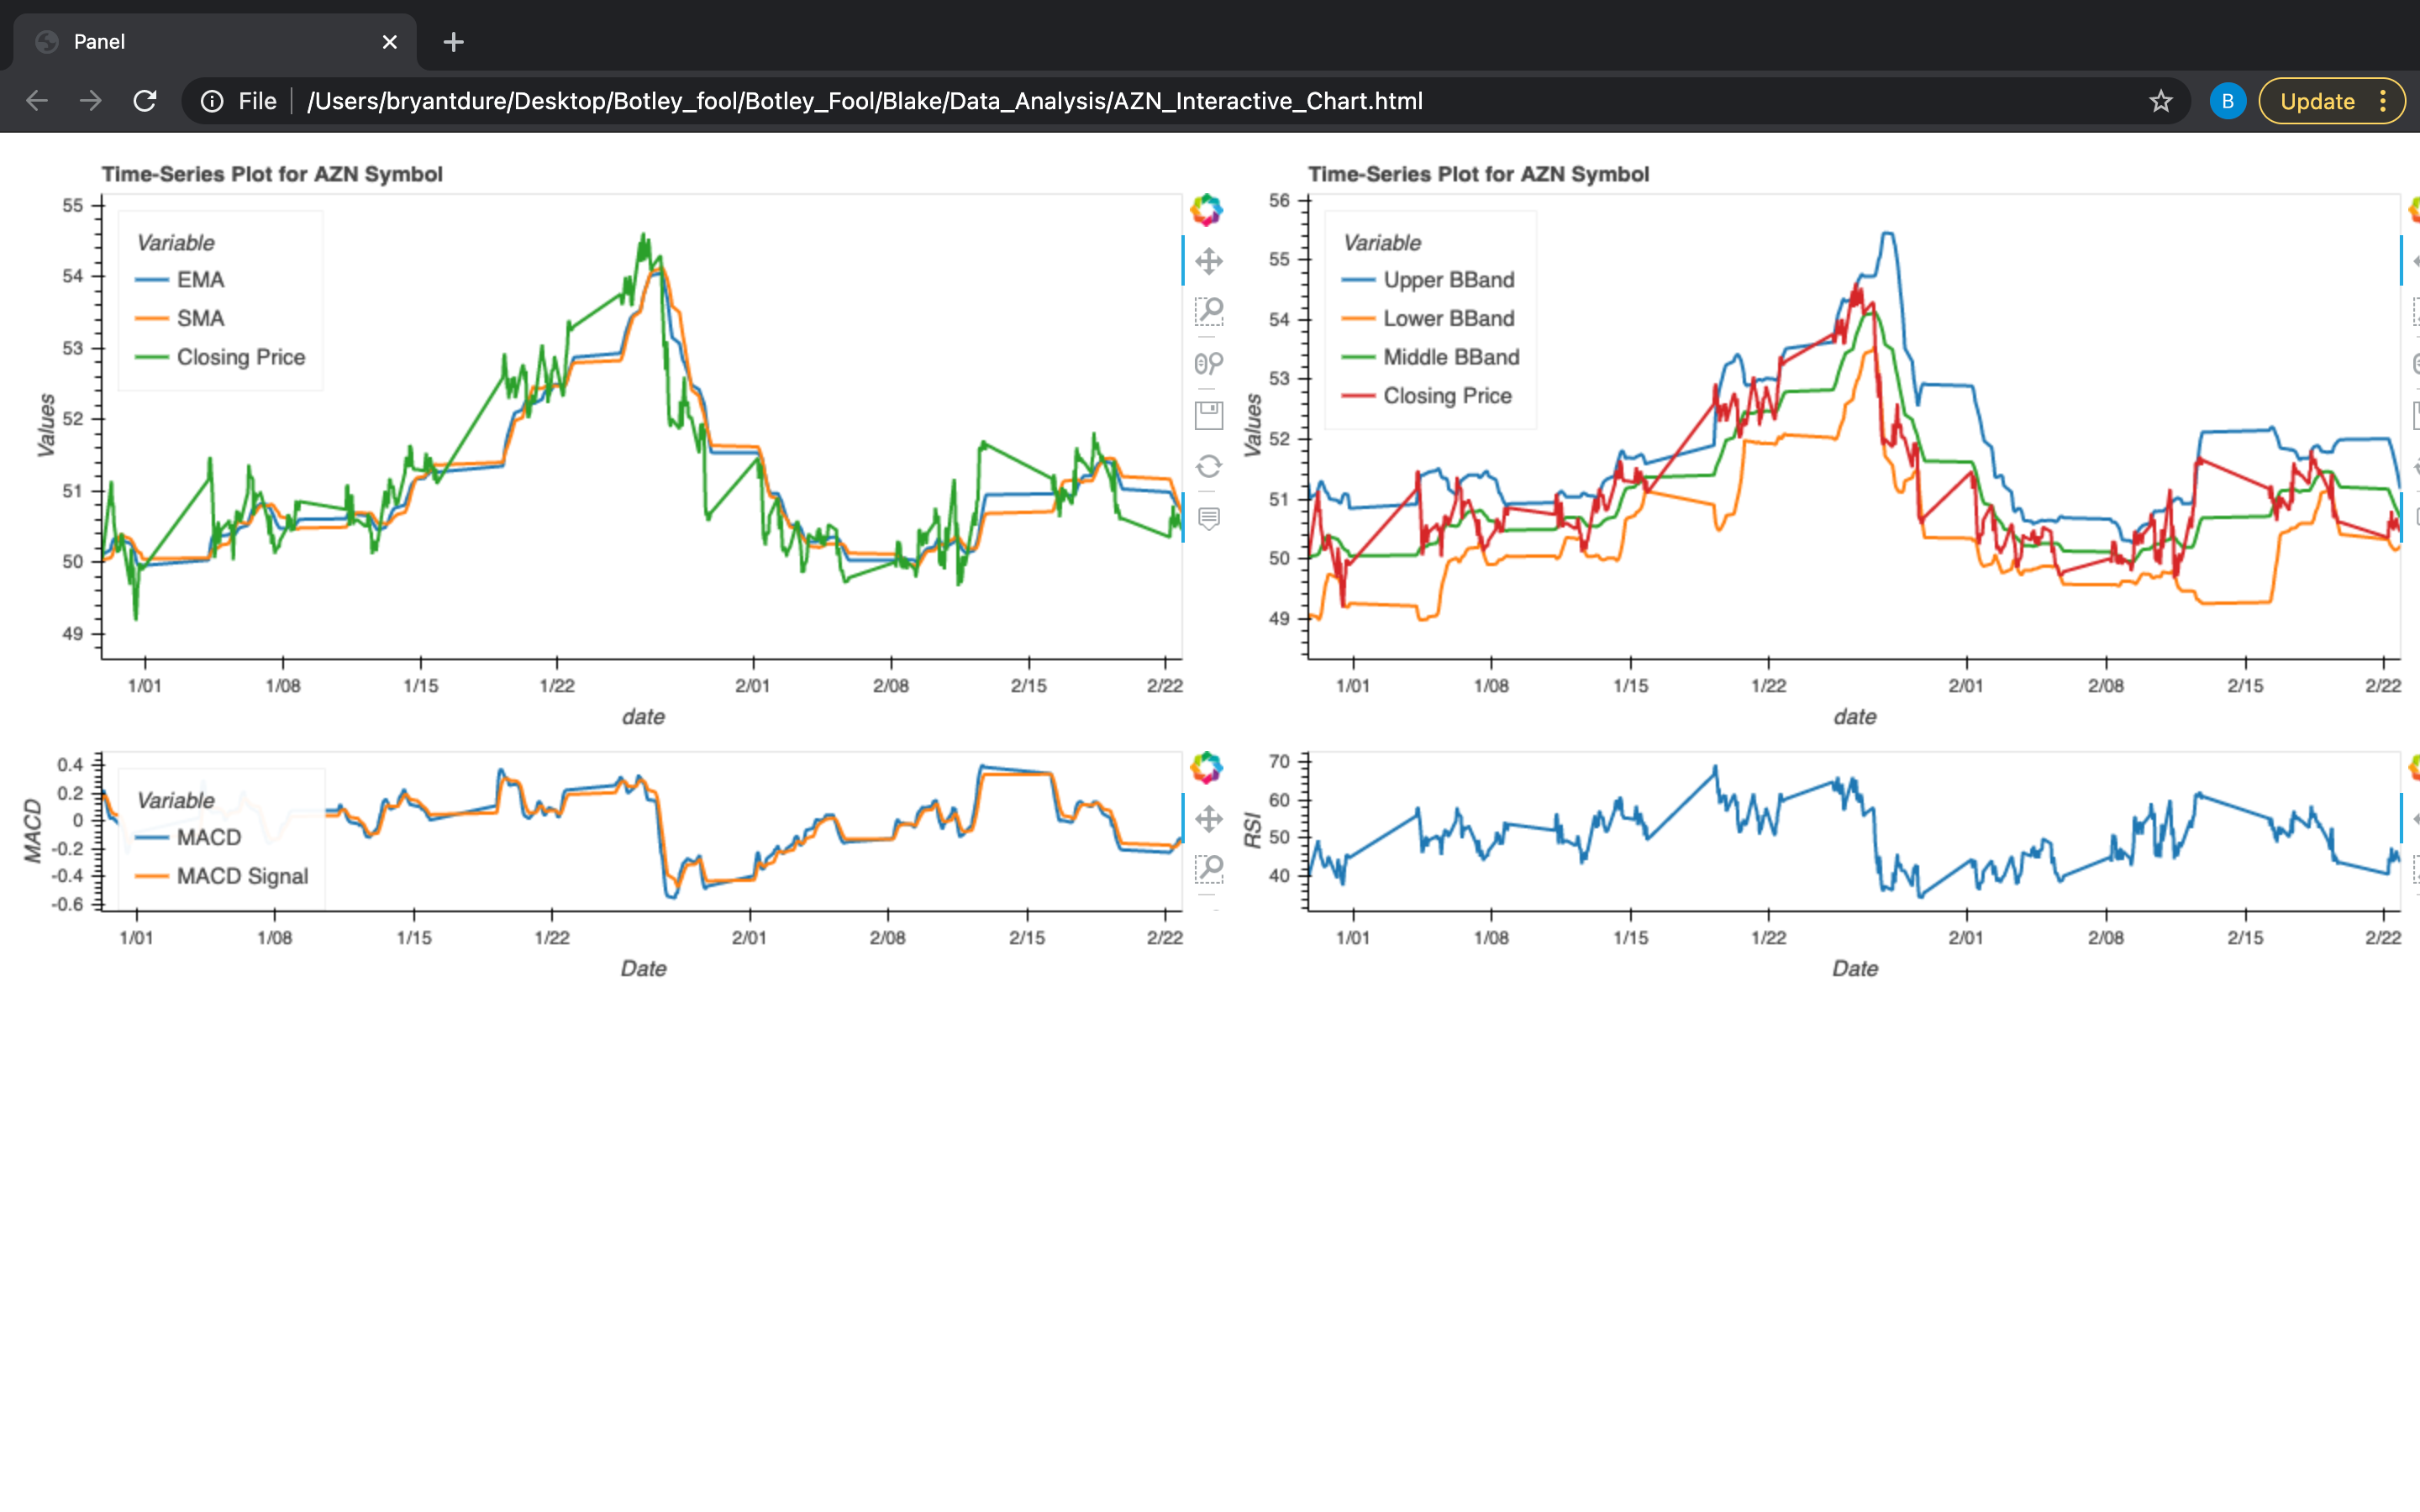 Panel
File
/Users/bryantdure/Desktop/Botley_fool/Botley_Fool/Blake/Data_Analysis/AZN_Interactive_Chart.html
B
Update
Time-Series Plot for AZN Symbol
Values
55
54
53
52
51
50
49
Variable
EMA
SMA
Closing Price
1/01
1/08
1/15
1/22
2/01
2/08
2/15
2/22
date
Time-Series Plot for AZN Symbol
Values
56
55
54
53
52
51
50
49
Variable
Upper BBand
Lower BBand
Middle BBand
Closing Price
1/01
1/08
1/15
1/22
2/01
2/08
2/15
2/22
date
MACD
0.4
0.2
0
-0.2
-0.4
-0.6
Variable
MACD
MACD Signal
1/01
1/08
1/15
1/22
2/01
2/08
2/15
2/22
Date
RSI
70
60
50
40
1/01
1/08
1/15
1/22
2/01
2/08
2/15
2/22
Date